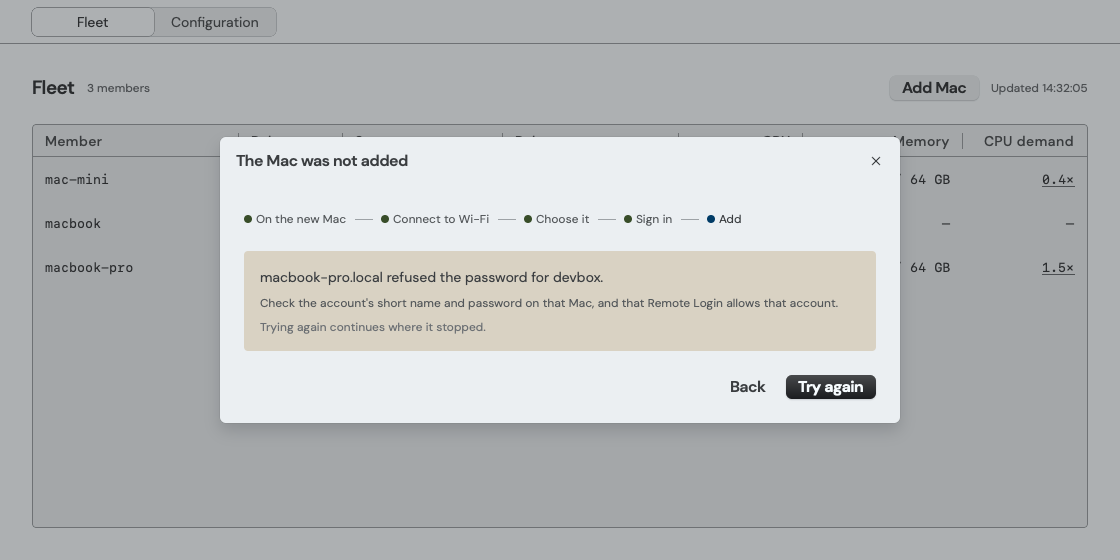 Fleet
Configuration
Fleet 3 members
Add Mac
Updated 14:32:05
Member
Memory
CPU demand
mac-mini
64 GB
0.4×
macbook
—
—
macbook-pro
64 GB
1.5×
The Mac was not added
×
On the new Mac — Connect to Wi-Fi — Choose it — Sign in — Add
macbook-pro.local refused the password for devbox.
Check the account's short name and password on that Mac, and that Remote Login allows that account.
Trying again continues where it stopped.
Back
Try again